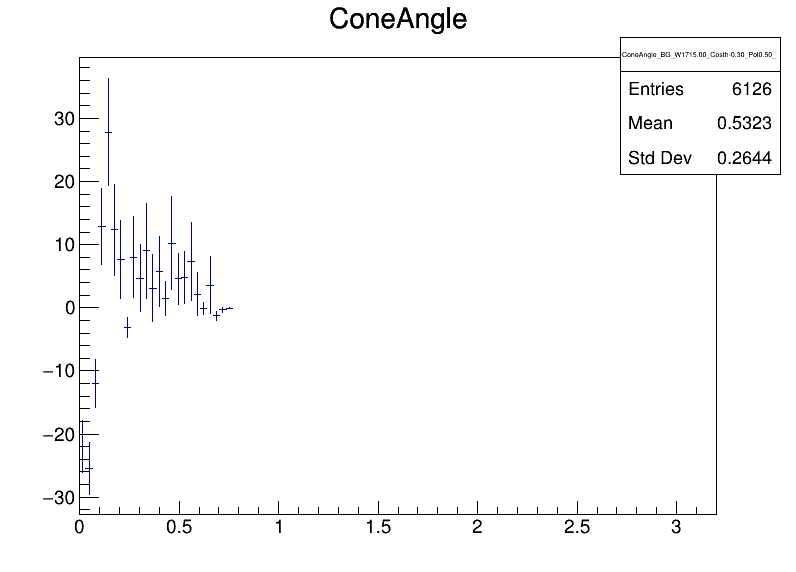 ConeAngle
ConeAngle_BG_W1715.00_Costh-0.30_Pol0.50_
Entries 6126
Mean 0.5323
Std Dev 0.2644
30
20
10
0
−10
−20
−30
0 0.5 1 1.5 2 2.5 3